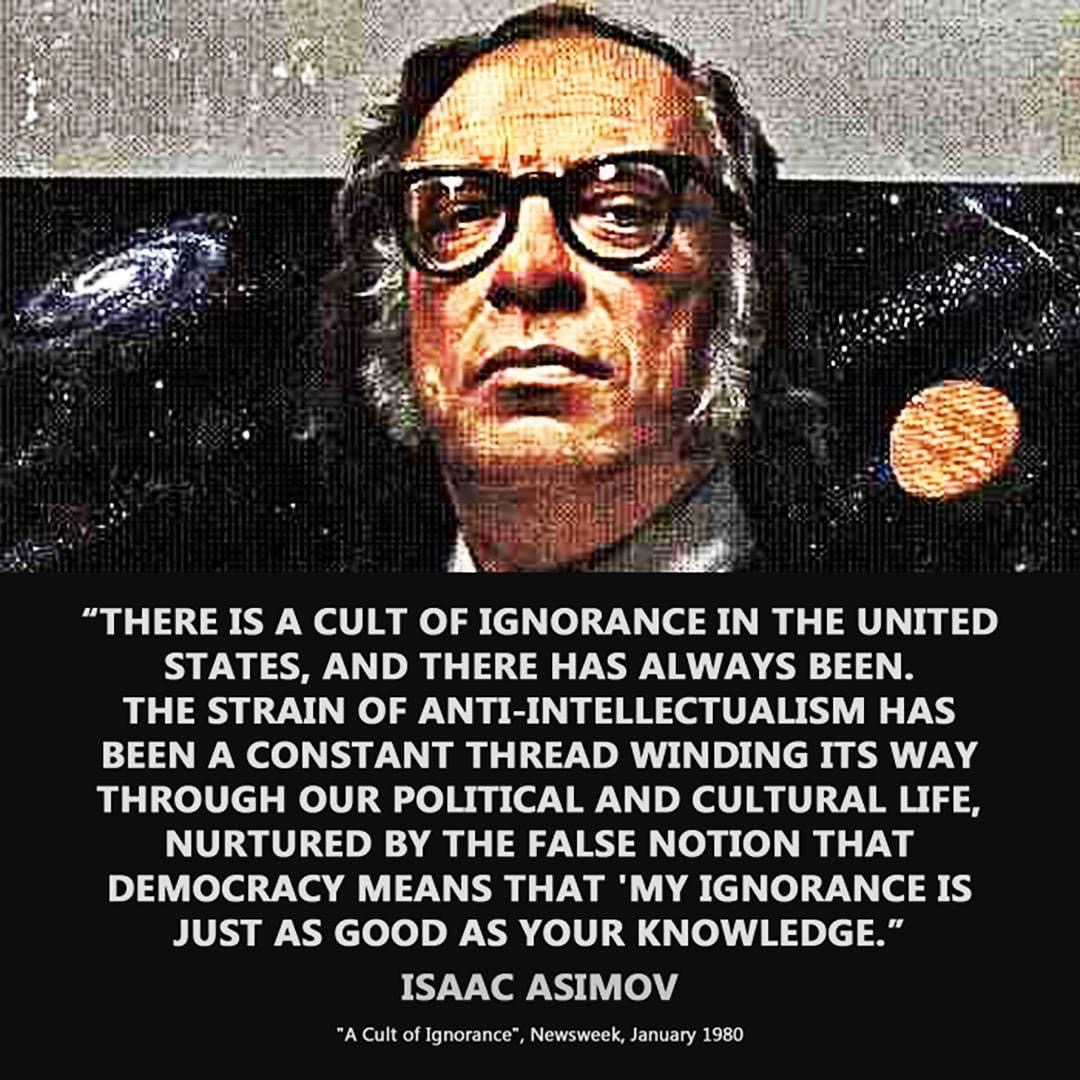 “THERE IS A CULT OF IGNORANCE IN THE UNITED
STATES, AND THERE HAS ALWAYS BEEN.
THE STRAIN OF ANTI-INTELLECTUALISM HAS
BEEN A CONSTANT THREAD WINDING ITS WAY
THROUGH OUR POLITICAL AND CULTURAL LIFE,
NURTURED BY THE FALSE NOTION THAT
DEMOCRACY MEANS THAT 'MY IGNORANCE IS
JUST AS GOOD AS YOUR KNOWLEDGE.”
ISAAC ASIMOV
"A Cult of Ignorance", Newsweek, January 1980